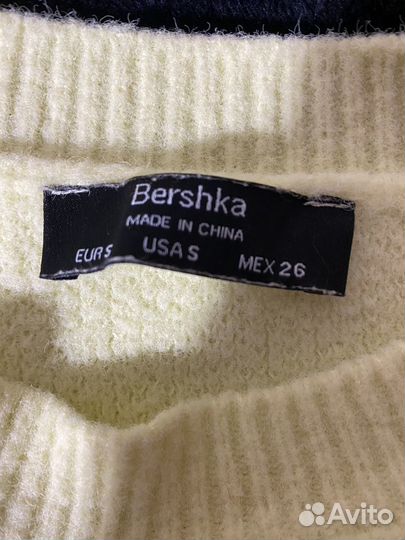 Bershka
MADE IN CHINA
EUR S USA S MEX 26
Avito